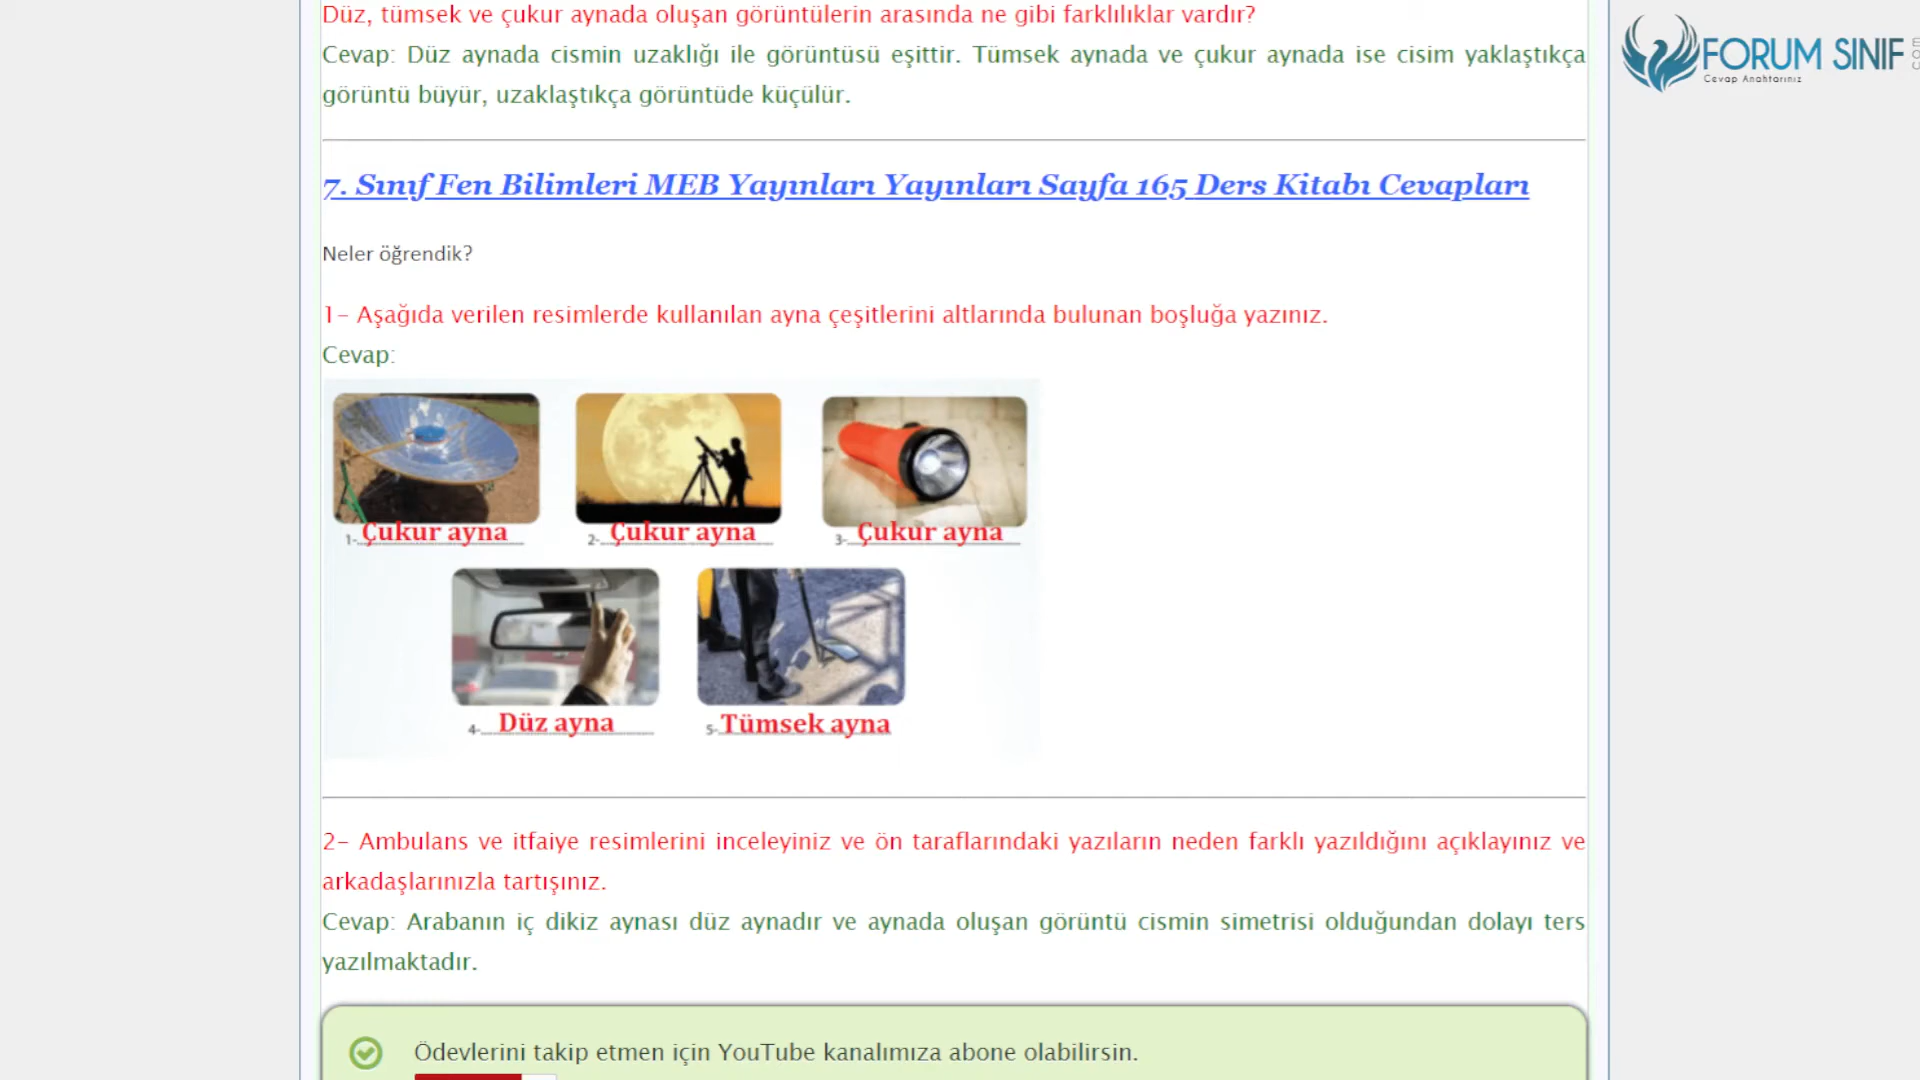 Düz, tümsek ve çukur aynada oluşan görüntülerin arasında ne gibi farklılıklar vardır?
Cevap: Düz aynada cismin uzaklığı ile görüntüsü eşittir. Tümsek aynada ve çukur aynada ise cisim yaklaştıkça
görüntü büyür, uzaklaştıkça görüntüde küçülür.
FORUM SINIF
Cevap Anahtarınız
7. Sınıf Fen Bilimleri MEB Yayınları Yayınları Sayfa 165 Ders Kitabı Cevapları
Neler öğrendik?
1- Aşağıda verilen resimlerde kullanılan ayna çeşitlerini altlarında bulunan boşluğa yazınız.
Cevap:
1- Çukur ayna
2- Çukur ayna
3- Çukur ayna
4- Düz ayna
5- Tümsek ayna
2- Ambulans ve itfaiye resimlerini inceleyiniz ve ön taraflarındaki yazıların neden farklı yazıldığını açıklayınız ve
arkadaşlarınızla tartışınız.
Cevap: Arabanın iç dikiz aynası düz aynadır ve aynada oluşan görüntü cismin simetrisi olduğundan dolayı ters
yazılmaktadır.
Ödevlerini takip etmen için YouTube kanalımıza abone olabilirsin.